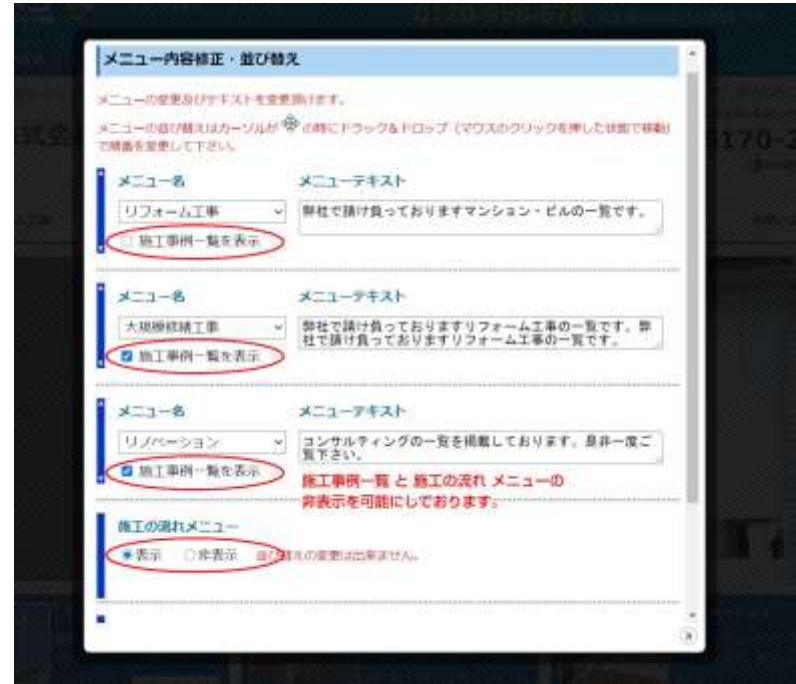 メニュー内容修正・並び替え
メニューの変更及びテキストを変更頂けます。
メニューの並び替えはカーソルが の時にドラック&ドロップ（マウスのクリックを押した状態で移動）
で順番を変更して下さい。
メニュー名 メニューテキスト
リフォーム工事 弊社で請け負っておりますマンション・ビルの一覧です。
施工事例一覧を表示
メニュー名 メニューテキスト
大規模修繕工事 弊社で請け負っておりますリフォーム工事の一覧です。弊
社で請け負っておりますリフォーム工事の一覧です。
施工事例一覧を表示
メニュー名 メニューテキスト
リノベーション コンサルティングの一覧を掲載しております。是非一度ご
覧下さい。
施工事例一覧を表示
施工事例一覧 と 施工の流れ メニューの
非表示を可能にしております。
施工の流れメニュー
表示 非表示 並び替えの変更は出来ません。